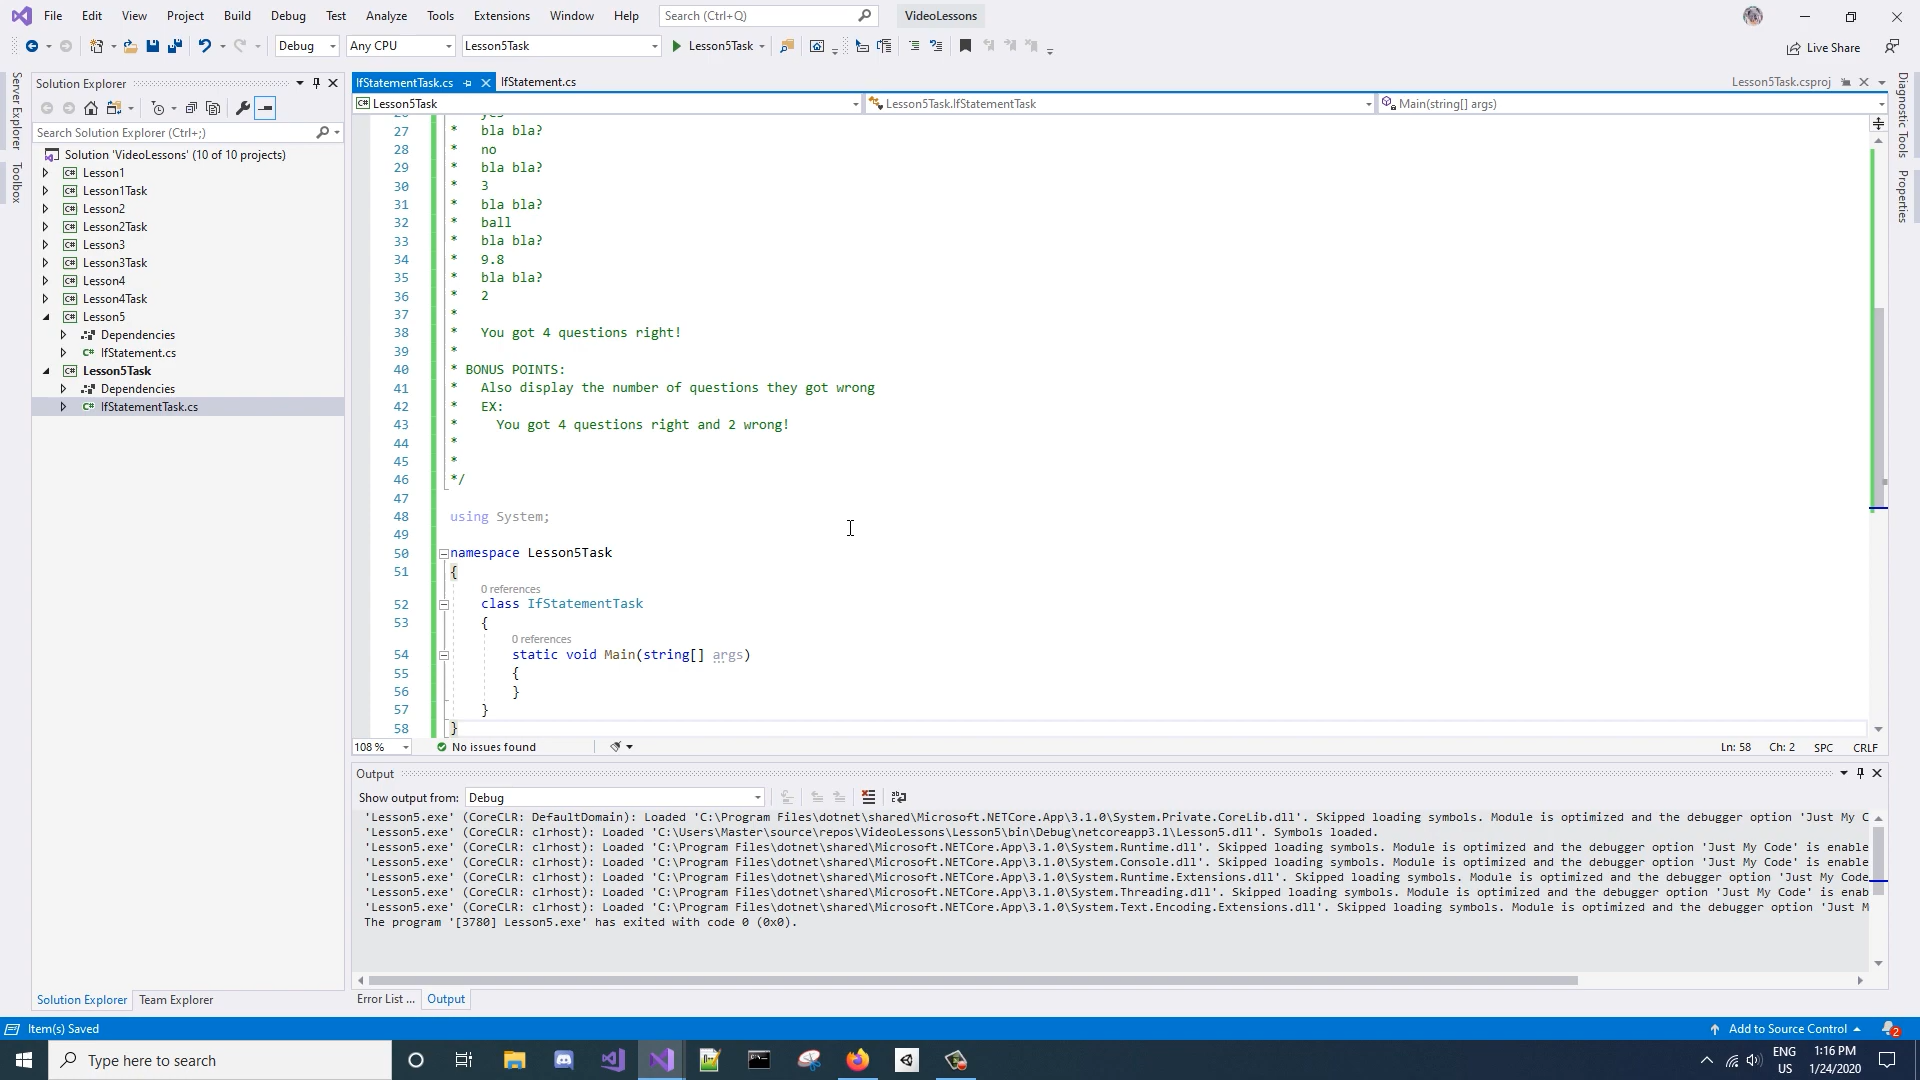 File Edit View Project Build Debug Test Analyze Tools Extensions Window Help Search (Ctrl+Q) VideoLessons
Debug Any CPU Lesson5Task Lesson5Task Live Share
Server Explorer
Toolbox
Solution Explorer
Search Solution Explorer (Ctrl+;)
Solution 'VideoLessons' (10 of 10 projects)
Lesson1
Lesson1Task
Lesson2
Lesson2Task
Lesson3
Lesson3Task
Lesson4
Lesson4Task
Lesson5
Dependencies
IfStatement.cs
Lesson5Task
Dependencies
IfStatementTask.cs
Solution Explorer Team Explorer
IfStatementTask.cs IfStatement.cs Lesson5Task.csproj
Lesson5Task Lesson5Task.IfStatementTask Main(string[] args)
26 yes
27 * bla bla?
28 * no
29 * bla bla?
30 * 3
31 * bla bla?
32 * ball
33 * bla bla?
34 * 9.8
35 * bla bla?
36 * 2
37 *
38 * You got 4 questions right!
39 *
40 * BONUS POINTS:
41 * Also display the number of questions they got wrong
42 * EX:
43 * You got 4 questions right and 2 wrong!
44 *
45 *
46 */
47
48 using System;
49
50 namespace Lesson5Task
51 {
0 references
52 class IfStatementTask
53 {
0 references
54 static void Main(string[] args)
55 {
56 }
57 }
58 }
108 % No issues found Ln: 58 Ch: 2 SPC CRLF
Diagnostic Tools
Properties
Output
Show output from: Debug
'Lesson5.exe' (CoreCLR: DefaultDomain): Loaded 'C:\Program Files\dotnet\shared\Microsoft.NETCore.App\3.1.0\System.Private.CoreLib.dll'. Skipped loading symbols. Module is optimized and the debugger option 'Just My C
'Lesson5.exe' (CoreCLR: clrhost): Loaded 'C:\Users\Master\source\repos\VideoLessons\Lesson5\bin\Debug\netcoreapp3.1\Lesson5.dll'. Symbols loaded.
'Lesson5.exe' (CoreCLR: clrhost): Loaded 'C:\Program Files\dotnet\shared\Microsoft.NETCore.App\3.1.0\System.Runtime.dll'. Skipped loading symbols. Module is optimized and the debugger option 'Just My Code' is enable
'Lesson5.exe' (CoreCLR: clrhost): Loaded 'C:\Program Files\dotnet\shared\Microsoft.NETCore.App\3.1.0\System.Console.dll'. Skipped loading symbols. Module is optimized and the debugger option 'Just My Code' is enable
'Lesson5.exe' (CoreCLR: clrhost): Loaded 'C:\Program Files\dotnet\shared\Microsoft.NETCore.App\3.1.0\System.Runtime.Extensions.dll'. Skipped loading symbols. Module is optimized and the debugger option 'Just My Code
'Lesson5.exe' (CoreCLR: clrhost): Loaded 'C:\Program Files\dotnet\shared\Microsoft.NETCore.App\3.1.0\System.Threading.dll'. Skipped loading symbols. Module is optimized and the debugger option 'Just My Code' is enab
'Lesson5.exe' (CoreCLR: clrhost): Loaded 'C:\Program Files\dotnet\shared\Microsoft.NETCore.App\3.1.0\System.Text.Encoding.Extensions.dll'. Skipped loading symbols. Module is optimized and the debugger option 'Just M
The program '[3780] Lesson5.exe' has exited with code 0 (0x0).
Error List ... Output
Item(s) Saved Add to Source Control 2
Type here to search ENG 1:16 PM
US 1/24/2020